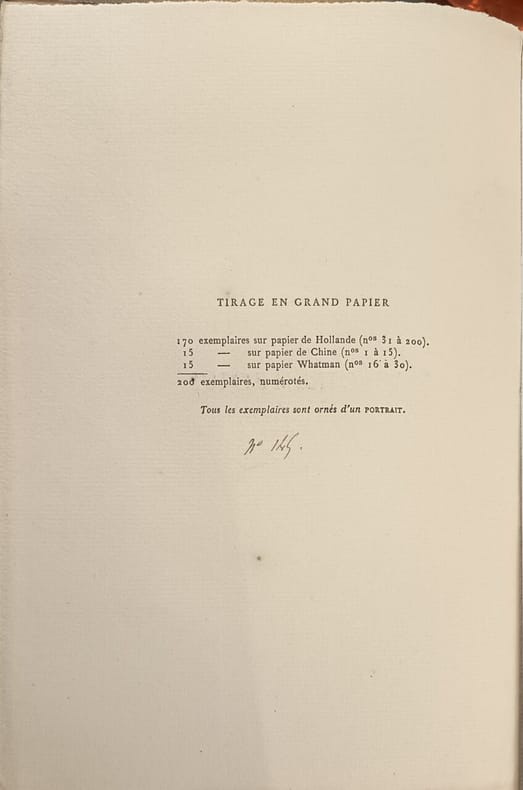 TIRAGE EN GRAND PAPIER
170 exemplaires sur papier de Hollande (nos 31 à 200).
15 — sur papier de Chine (nos 1 à 15).
15 — sur papier Whatman (nos 16 à 30).
200 exemplaires, numérotés.
Tous les exemplaires sont ornés d'un PORTRAIT.
No 145.